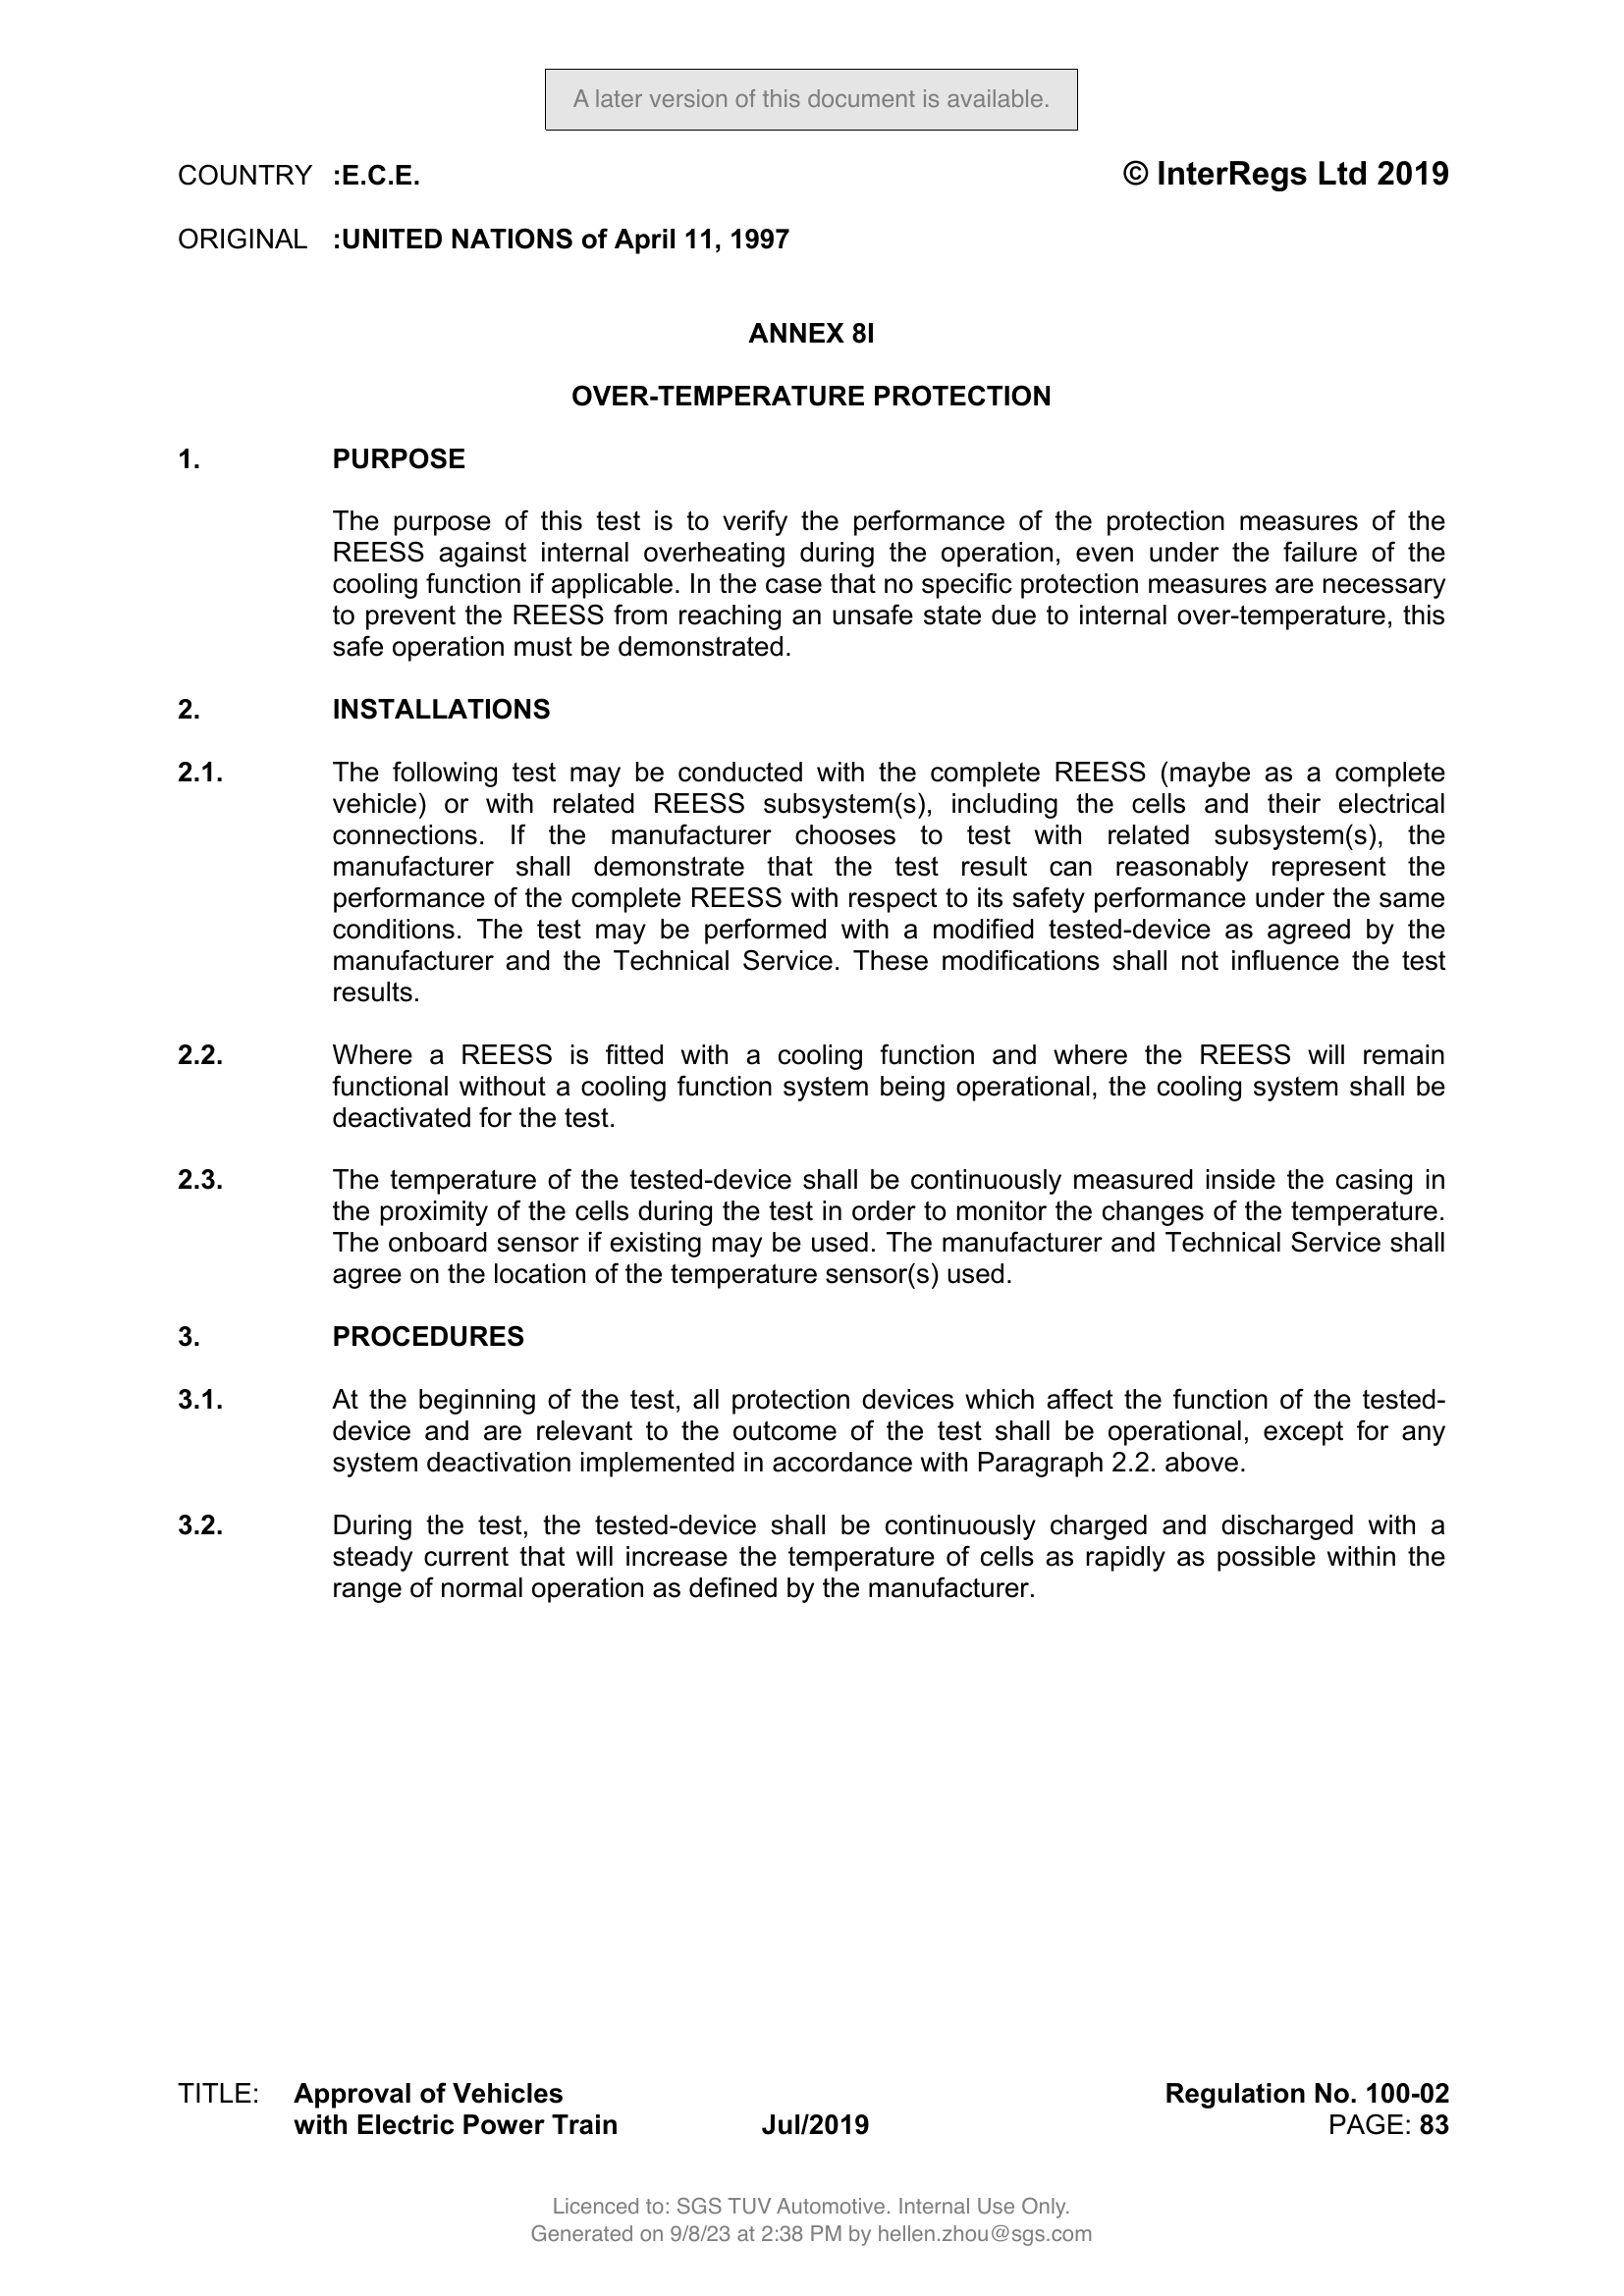 A later version of this document is available.
COUNTRY :E.C.E. © InterRegs Ltd 2019
ORIGINAL :UNITED NATIONS of April 11, 1997
ANNEX 8I
OVER-TEMPERATURE PROTECTION
1. PURPOSE
The purpose of this test is to verify the performance of the protection measures of the
REESS against internal overheating during the operation, even under the failure of the
cooling function if applicable. In the case that no specific protection measures are necessary
to prevent the REESS from reaching an unsafe state due to internal over-temperature, this
safe operation must be demonstrated.
2. INSTALLATIONS
2.1. The following test may be conducted with the complete REESS (maybe as a complete
vehicle) or with related REESS subsystem(s), including the cells and their electrical
connections. If the manufacturer chooses to test with related subsystem(s), the
manufacturer shall demonstrate that the test result can reasonably represent the
performance of the complete REESS with respect to its safety performance under the same
conditions. The test may be performed with a modified tested-device as agreed by the
manufacturer and the Technical Service. These modifications shall not influence the test
results.
2.2. Where a REESS is fitted with a cooling function and where the REESS will remain
functional without a cooling function system being operational, the cooling system shall be
deactivated for the test.
2.3. The temperature of the tested-device shall be continuously measured inside the casing in
the proximity of the cells during the test in order to monitor the changes of the temperature.
The onboard sensor if existing may be used. The manufacturer and Technical Service shall
agree on the location of the temperature sensor(s) used.
3. PROCEDURES
3.1. At the beginning of the test, all protection devices which affect the function of the tested-
device and are relevant to the outcome of the test shall be operational, except for any
system deactivation implemented in accordance with Paragraph 2.2. above.
3.2. During the test, the tested-device shall be continuously charged and discharged with a
steady current that will increase the temperature of cells as rapidly as possible within the
range of normal operation as defined by the manufacturer.
TITLE: Approval of Vehicles Regulation No. 100-02
with Electric Power Train Jul/2019 PAGE: 83
Licenced to: SGS TUV Automotive. Internal Use Only.
Generated on 9/8/23 at 2:38 PM by hellen.zhou@sgs.com